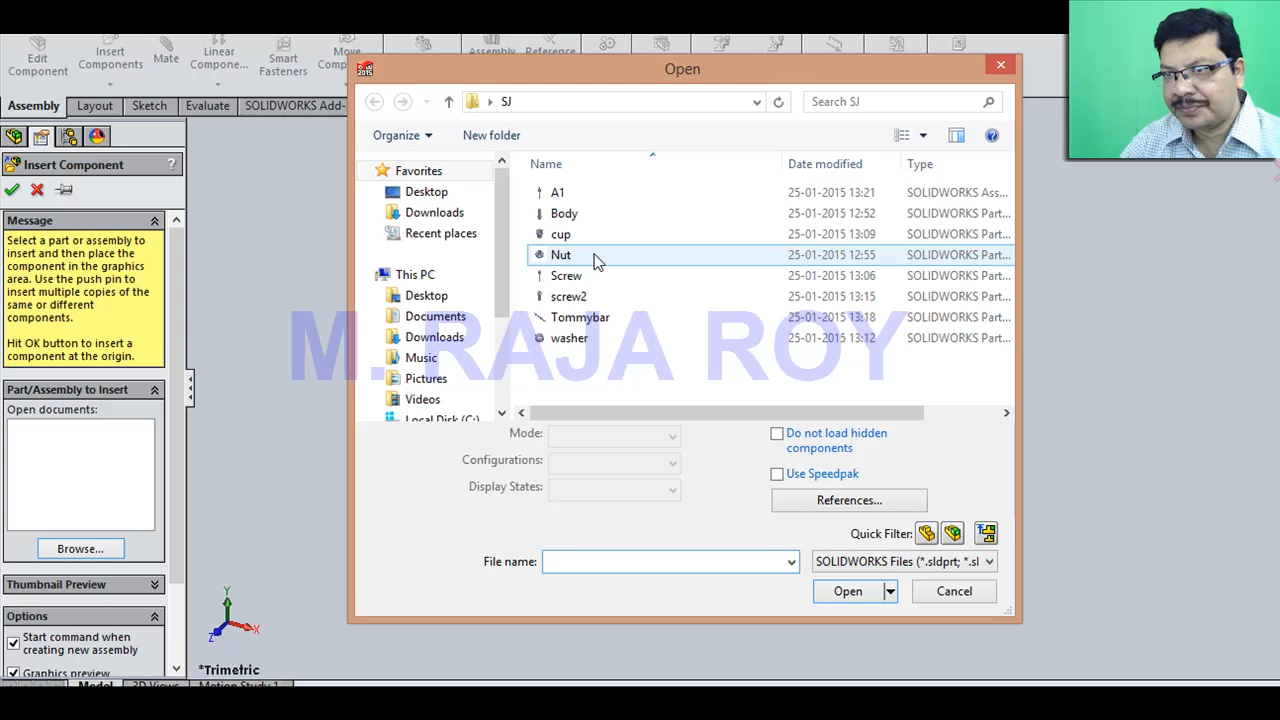 Edit
Component
Insert
Components
Mate
Linear
Compone...
Smart
Fasteners
Move
Comp
Assembly
Reference
Assembly
Layout
Sketch
Evaluate
SOLIDWORKS Add-
Insert Component
?
Message
Select a part or assembly to
insert and then place the
component in the graphics
area. Use the push pin to
insert multiple copies of the
same or different
components.
Hit OK button to insert a
component at the origin.
Part/Assembly to Insert
Open documents:
Browse...
Thumbnail Preview
Options
Start command when
creating new assembly
Graphics preview
2015
Open
SJ
Search SJ
Organize
New folder
Favorites
Desktop
Downloads
Recent places
This PC
Desktop
Documents
Downloads
Music
Pictures
Videos
Local Disk (C:)
Name Date modified Type
A1 25-01-2015 13:21 SOLIDWORKS Ass...
Body 25-01-2015 12:52 SOLIDWORKS Part...
cup 25-01-2015 13:09 SOLIDWORKS Part...
Nut 25-01-2015 12:55 SOLIDWORKS Part...
Screw 25-01-2015 13:06 SOLIDWORKS Part...
screw2 25-01-2015 13:15 SOLIDWORKS Part...
Tommybar 25-01-2015 13:18 SOLIDWORKS Part...
washer 25-01-2015 13:12 SOLIDWORKS Part...
M. RAJA ROY
Mode:
Configurations:
Display States:
Do not load hidden
components
Use Speedpak
References...
Quick Filter:
File name:
SOLIDWORKS Files (*.sldprt; *.sl
Open
Cancel
Y
Z
X
*Trimetric
Model
3D Views
Motion Study 1